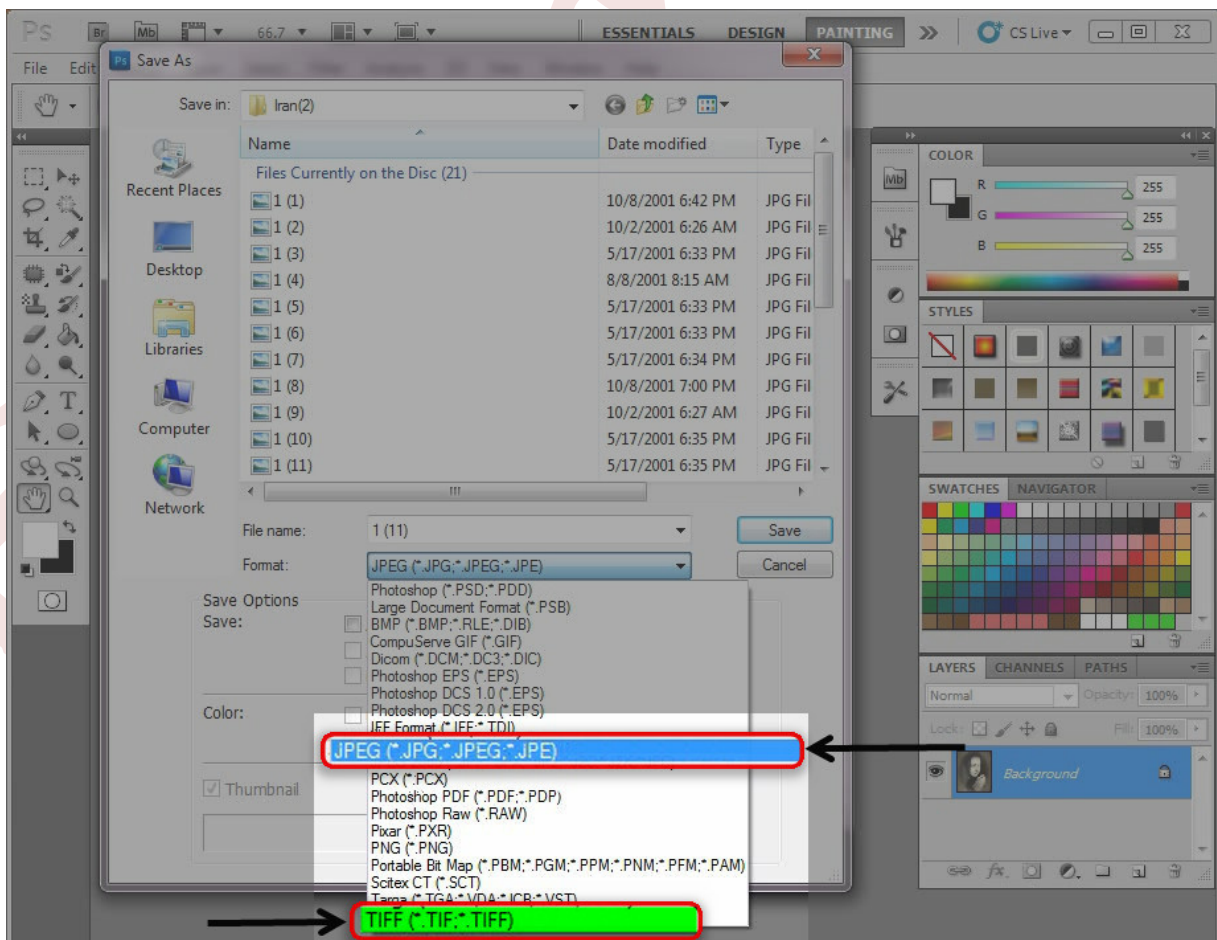 Ps Br Mb 66.7 ESSENTIALS DESIGN PAINTING CS Live
File Edit
Ps Save As
Save in: Iran(2)
Name Date modified Type
Files Currently on the Disc (21)
1 (1) 10/8/2001 6:42 PM JPG Fil
1 (2) 10/2/2001 6:26 AM JPG Fil
1 (3) 5/17/2001 6:33 PM JPG Fil
1 (4) 8/8/2001 8:15 AM JPG Fil
1 (5) 5/17/2001 6:33 PM JPG Fil
1 (6) 5/17/2001 6:33 PM JPG Fil
1 (7) 5/17/2001 6:34 PM JPG Fil
1 (8) 10/8/2001 7:00 PM JPG Fil
1 (9) 10/2/2001 6:27 AM JPG Fil
1 (10) 5/17/2001 6:35 PM JPG Fil
1 (11) 5/17/2001 6:35 PM JPG Fil
Recent Places
Desktop
Libraries
Computer
Network
File name: 1 (11) Save
Format: JPEG (*.JPG;*.JPEG;*.JPE) Cancel
Save Options
Save:
Color:
Thumbnail
Photoshop (*.PSD;*.PDD)
Large Document Format (*.PSB)
BMP (*.BMP;*.RLE;*.DIB)
CompuServe GIF (*.GIF)
Dicom (*.DCM;*.DC3;*.DIC)
Photoshop EPS (*.EPS)
Photoshop DCS 1.0 (*.EPS)
Photoshop DCS 2.0 (*.EPS)
IFF Format (*.IFF;*.TDI)
JPEG (*.JPG;*.JPEG;*.JPE)
PCX (*.PCX)
Photoshop PDF (*.PDF;*.PDP)
Photoshop Raw (*.RAW)
Pixar (*.PXR)
PNG (*.PNG)
Portable Bit Map (*.PBM;*.PGM;*.PPM;*.PNM;*.PFM;*.PAM)
Scitex CT (*.SCT)
Targa (*.TGA;*.VDA;*.ICB;*.VST)
TIFF (*.TIF;*.TIFF)
Mb
COLOR
R 255
G 255
B 255
STYLES
SWATCHES NAVIGATOR
LAYERS CHANNELS PATHS
Normal Opacity: 100%
Lock: Fill: 100%
Background
fx.
T